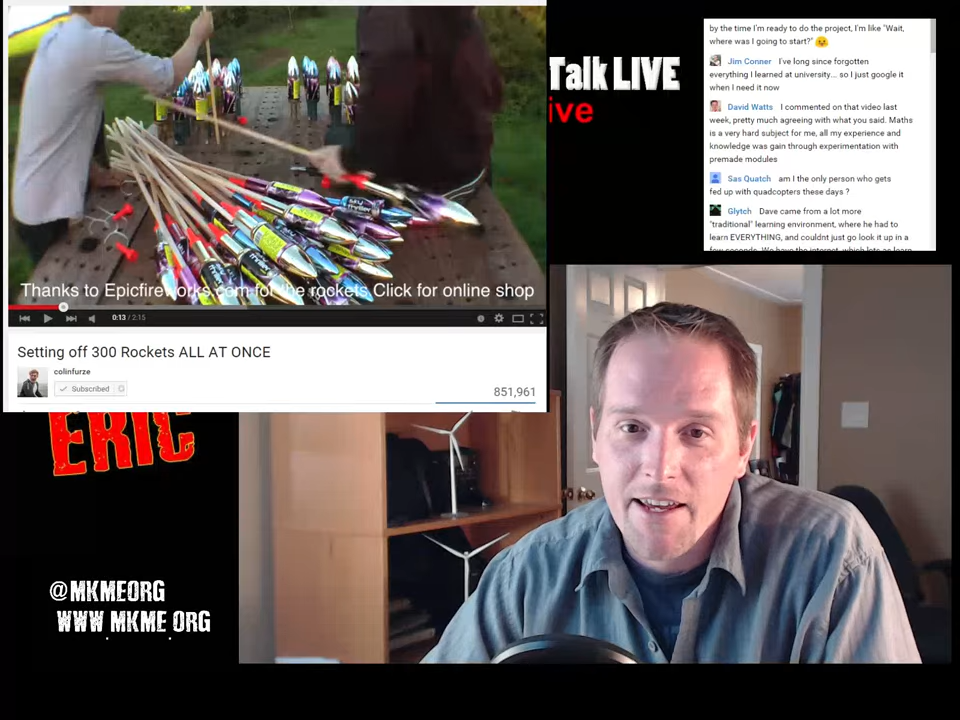 Thanks to Epicfireworks.com for the rockets Click for online shop
0:13 / 2:15
Setting off 300 Rockets ALL AT ONCE
colinfurze
Subscribed
851,961
Talk LIVE
ive
by the time I'm ready to do the project, I'm like "Wait,
where was I going to start?"
Jim Conner I've long since forgotten
everything I learned at university... so I just google it
when I need it now
David Watts I commented on that video last
week, pretty much agreeing with what you said. Maths
is a very hard subject for me, all my experience and
knowledge was gain through experimentation with
premade modules
Sas Quatch am I the only person who gets
fed up with quadcopters these days ?
Glytch Dave came from a lot more
"traditional" learning environment, where he had to
learn EVERYTHING, and couldnt just go look it up in a
ERIC
@MKMEORG
WWW.MKME.ORG